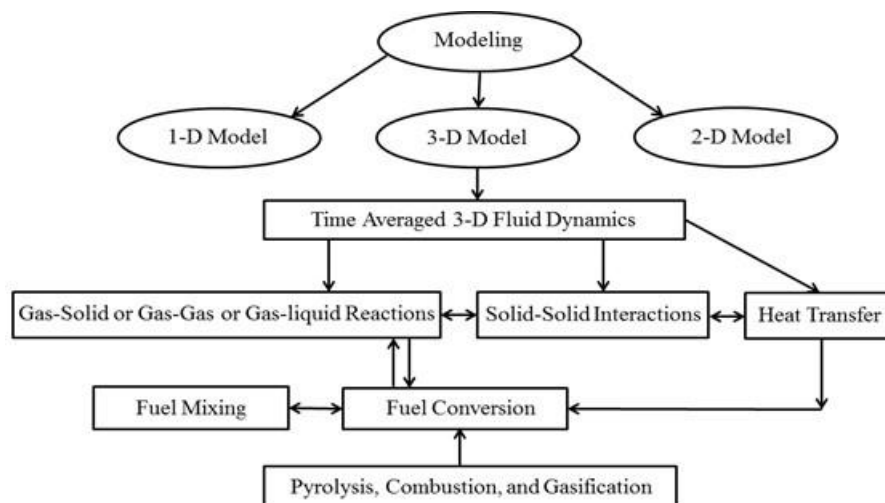 Modeling
1-D Model
3-D Model
2-D Model
Time Averaged 3-D Fluid Dynamics
Gas-Solid or Gas-Gas or Gas-liquid Reactions
Solid-Solid Interactions
Heat Transfer
Fuel Mixing
Fuel Conversion
Pyrolysis, Combustion, and Gasification